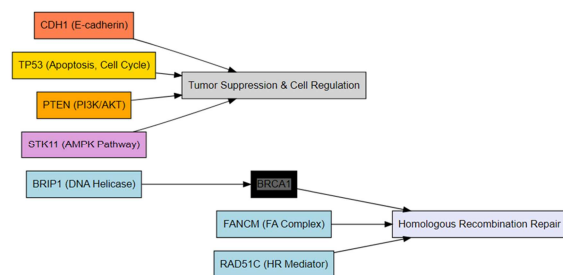 CDH1 (E-cadherin)
TP53 (Apoptosis, Cell Cycle)
Tumor Suppression & Cell Regulation
PTEN (PI3K/AKT)
STK11 (AMPK Pathway)
BRIP1 (DNA Helicase)
BRCA1
FANCM (FA Complex)
Homologous Recombination Repair
RAD51C (HR Mediator)